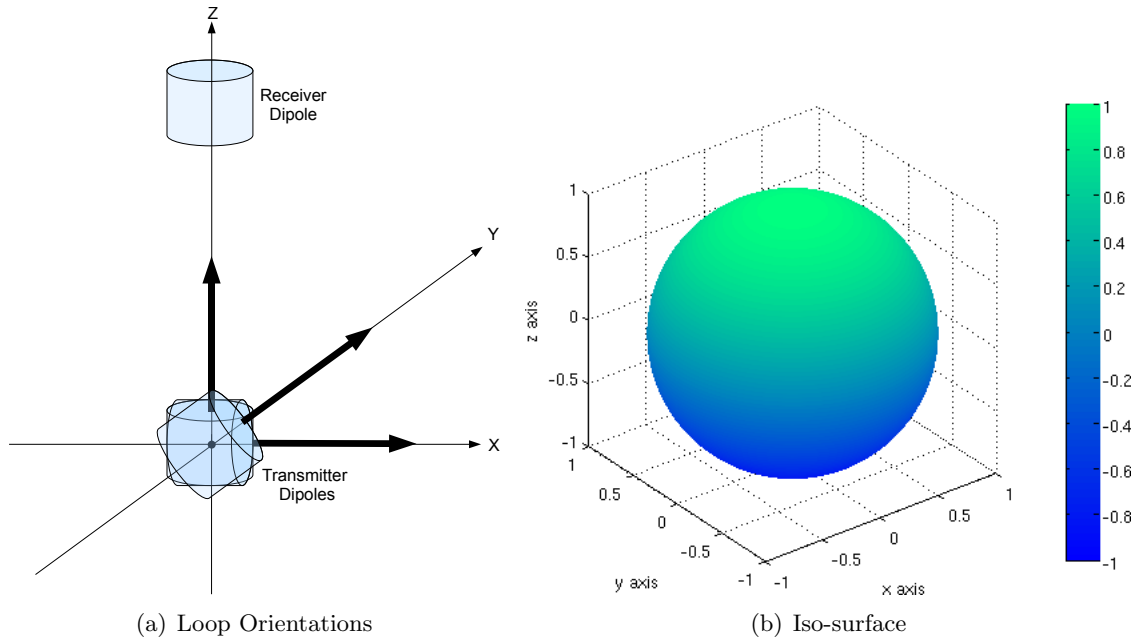 Z
Receiver
Dipole
Y
X
Transmitter
Dipoles
(a) Loop Orientations
1
0.5
0
-0.5
-1
z axis
1
0.5
0
-0.5
-1
y axis
-1
-0.5
0
0.5
1
x axis
1
0.8
0.6
0.4
0.2
0
-0.2
-0.4
-0.6
-0.8
-1
(b) Iso-surface